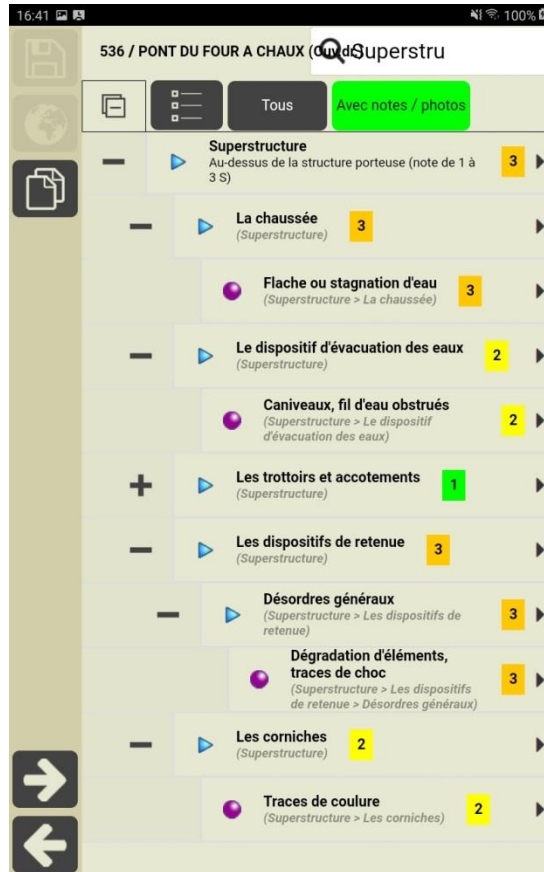 16:41 100%
536 / PONT DU FOUR A CHAUX
Superstru
Tous
Avec notes / photos
Superstructure
Au-dessus de la structure porteuse (note de 1 à
3 S)
3
La chaussée
(Superstructure)
3
Flache ou stagnation d'eau
(Superstructure > La chaussée)
3
Le dispositif d'évacuation des eaux
(Superstructure)
2
Caniveaux, fil d'eau obstrués
(Superstructure > Le dispositif
d'évacuation des eaux)
2
Les trottoirs et accotements
(Superstructure)
1
Les dispositifs de retenue
(Superstructure)
3
Désordres généraux
(Superstructure > Les dispositifs de
retenue)
3
Dégradation d'éléments,
traces de choc
(Superstructure > Les dispositifs
de retenue > Désordres généraux)
3
Les corniches
(Superstructure)
2
Traces de coulure
(Superstructure > Les corniches)
2